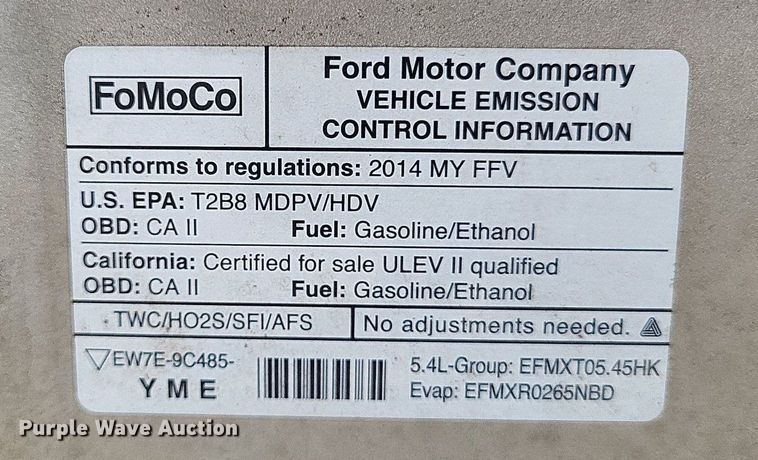 FoMoCo
Ford Motor Company
VEHICLE EMISSION
CONTROL INFORMATION
Conforms to regulations: 2014 MY FFV
U.S. EPA: T2B8 MDPV/HDV
OBD: CA II Fuel: Gasoline/Ethanol
California: Certified for sale ULEV II qualified
OBD: CA II Fuel: Gasoline/Ethanol
TWC/HO2S/SFI/AFS No adjustments needed.
EW7E-9C485-
YME
5.4L-Group: EFMXT05.45HK
Evap: EFMXR0265NBD
Purple Wave Auction